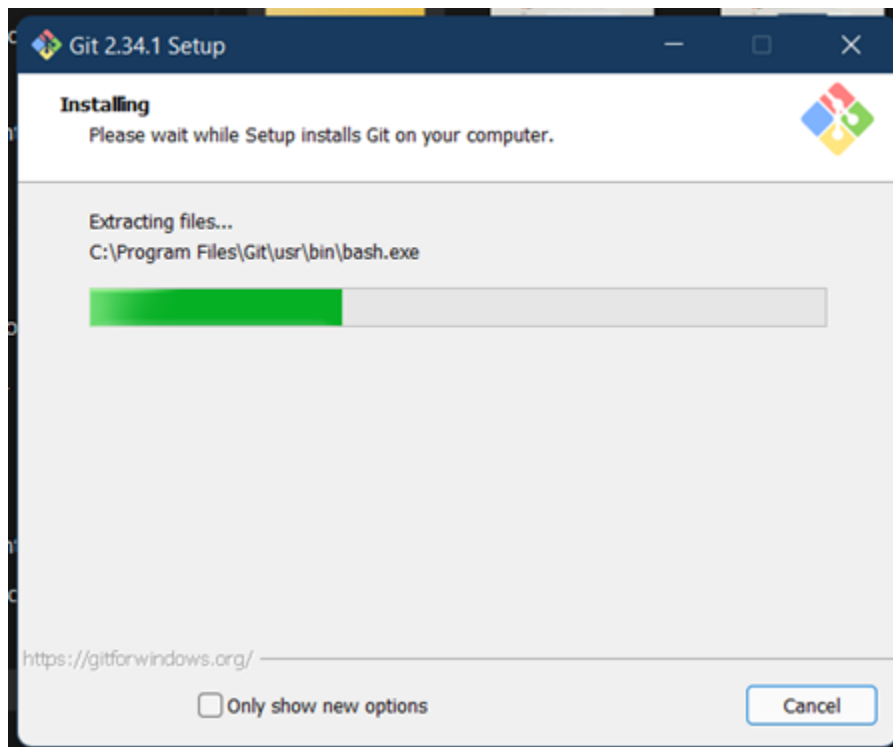 Git 2.34.1 Setup
Installing
Please wait while Setup installs Git on your computer.
Extracting files...
C:\Program Files\Git\usr\bin\bash.exe
https://gitforwindows.org/
Only show new options
Cancel